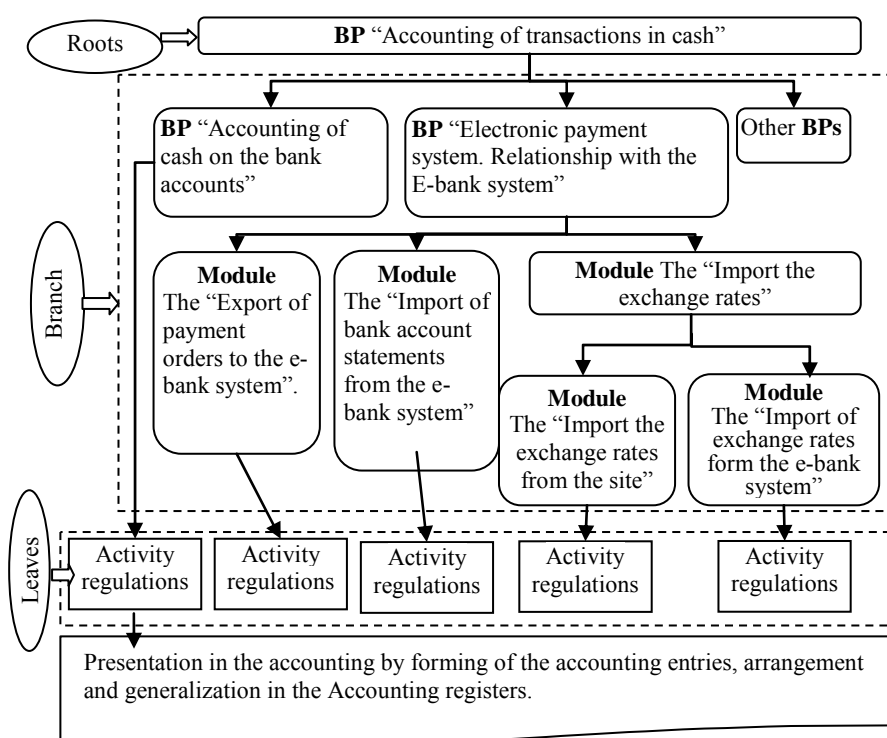 Roots
BP “Accounting of transactions in cash”
BP “Accounting of
cash on the bank
accounts”
BP “Electronic payment
system. Relationship with the
E-bank system”
Other BPs
Branch
Module
The “Export of
payment
orders to the e-
bank system”.
Module
The “Import of
bank account
statements
from the e-
bank system”
Module The “Import the
exchange rates”
Module
The “Import the
exchange rates
from the site”
Module
The “Import of
exchange rates
form the e-bank
system”
Leaves
Activity
regulations
Activity
regulations
Activity
regulations
Activity
regulations
Activity
regulations
Presentation in the accounting by forming of the accounting entries, arrangement
and generalization in the Accounting registers.